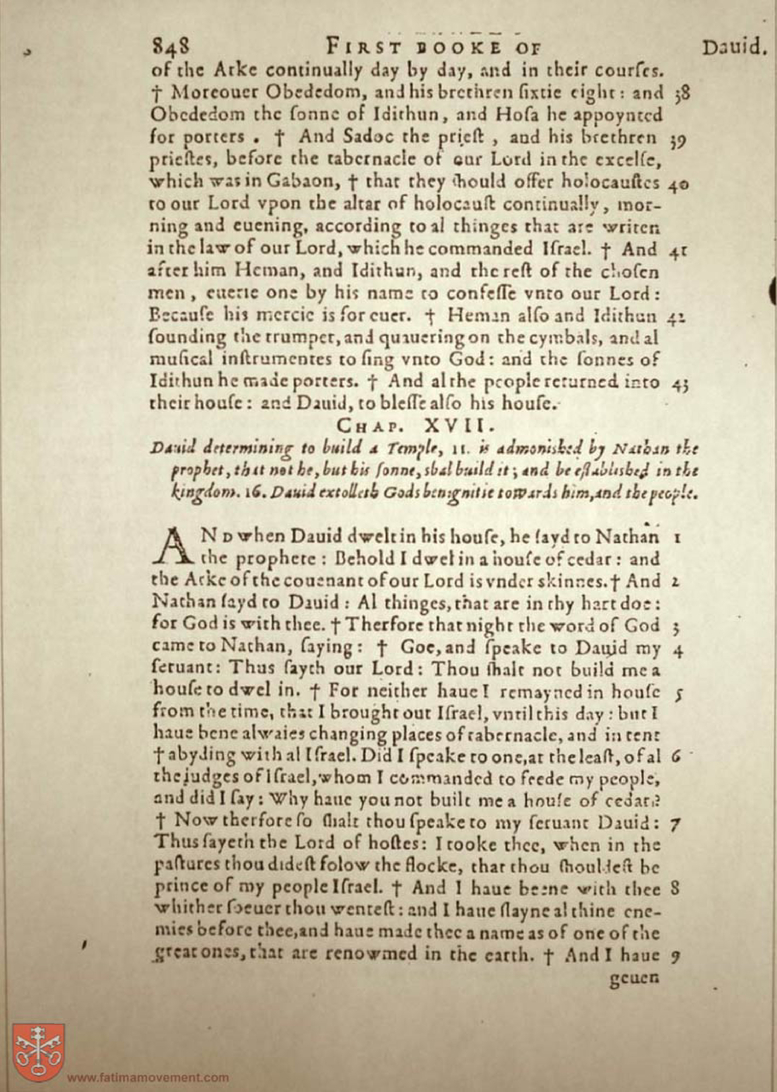 848 FIRST BOOKE OF Dauid.
of the Arke continually day by day, and in their courſes.
† Moreouer Obededom, and his brethren ſixtie eight: and 38
Obededom the ſonne of Idithun, and Hoſa he appoynted
for porters . † And Sadoc the prieſt , and his brethren 39
prieſtes, before the tabernacle of our Lord in the excelſe,
which was in Gabaon, † that they ſhould offer holocauſtes 40
to our Lord vpon the altar of holocauſt continually, mor-
ning and euening, according to al thinges that are writen
in the law of our Lord, which he commanded Iſrael. † And 41
after him Heman, and Idithun, and the reſt of the choſen
men , euerie one by his name to confeſſe vnto our Lord:
Becauſe his mercie is for euer. † Heman alſo and Idithun 42
ſounding the trumpet, and quauering on the cymbals, and al
muſical inſtrumentes to ſing vnto God: and the ſonnes of
Idithun he made porters. † And al the people returned into 43
their houſe: and Dauid, to bleſſe alſo his houſe.
CHAP. XVII.
Dauid determining to build a Temple, 11. is admonished by Nathan the
prophet, that not he, but his ſonne, shal build it; and be eſtablished in the
kingdom. 16. Dauid extolleth Gods benignitie towards him, and the people.
AND when Dauid dwelt in his houſe, he ſayd to Nathan 1
the prophete: Behold I dwel in a houſe of cedar: and
the Arke of the couenant of our Lord is vnder skinnes. † And 2
Nathan ſayd to Dauid: Al thinges, that are in thy hart doe:
for God is with thee. † Therfore that night the word of God 3
came to Nathan, ſaying: † Goe, and ſpeake to Dauid my 4
ſeruant: Thus ſayth our Lord: Thou ſhalt not build me a
houſe to dwel in. † For neither haue I remayned in houſe 5
from the time, that I brought out Iſrael, vntil this day: but I
haue bene alwaies changing places of tabernacle, and in tent
† abyding with al Iſrael. Did I ſpeake to one, at the leaſt, of al 6
the judges of Iſrael, whom I commanded to feede my people,
and did I ſay: Why haue you not built me a houſe of cedar?
† Now therfore ſo ſhalt thou ſpeake to my ſeruant Dauid: 7
Thus ſayeth the Lord of hoſtes: I tooke thee, when in the
paſtures thou didſt folow the flocke, that thou ſhouldeſt be
prince of my people Iſrael. † And I haue beene with thee 8
whither ſoeuer thou wenteſt: and I haue ſlayne al thine ene-
mies before thee, and haue made thee a name as of one of the
great ones, that are renowmed in the earth. † And I haue 9
geuen
www.fatimamovement.com